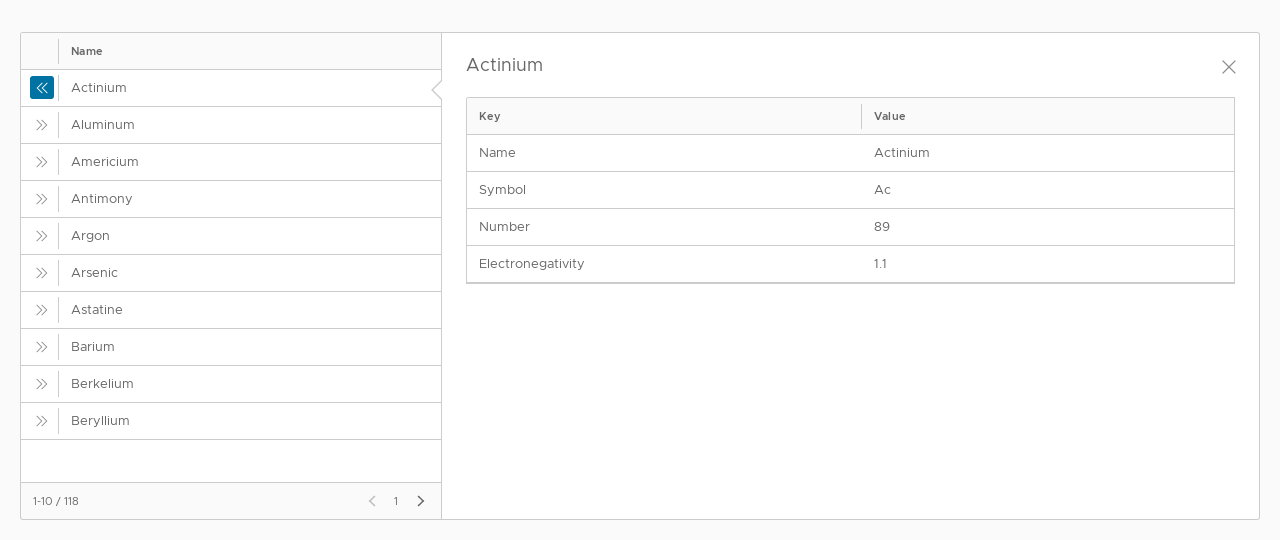 Name
Actinium
Aluminum
Americium
Antimony
Argon
Arsenic
Astatine
Barium
Berkelium
Beryllium
1-10 / 118
1
Actinium
Key Value
Name Actinium
Symbol Ac
Number 89
Electronegativity 1.1